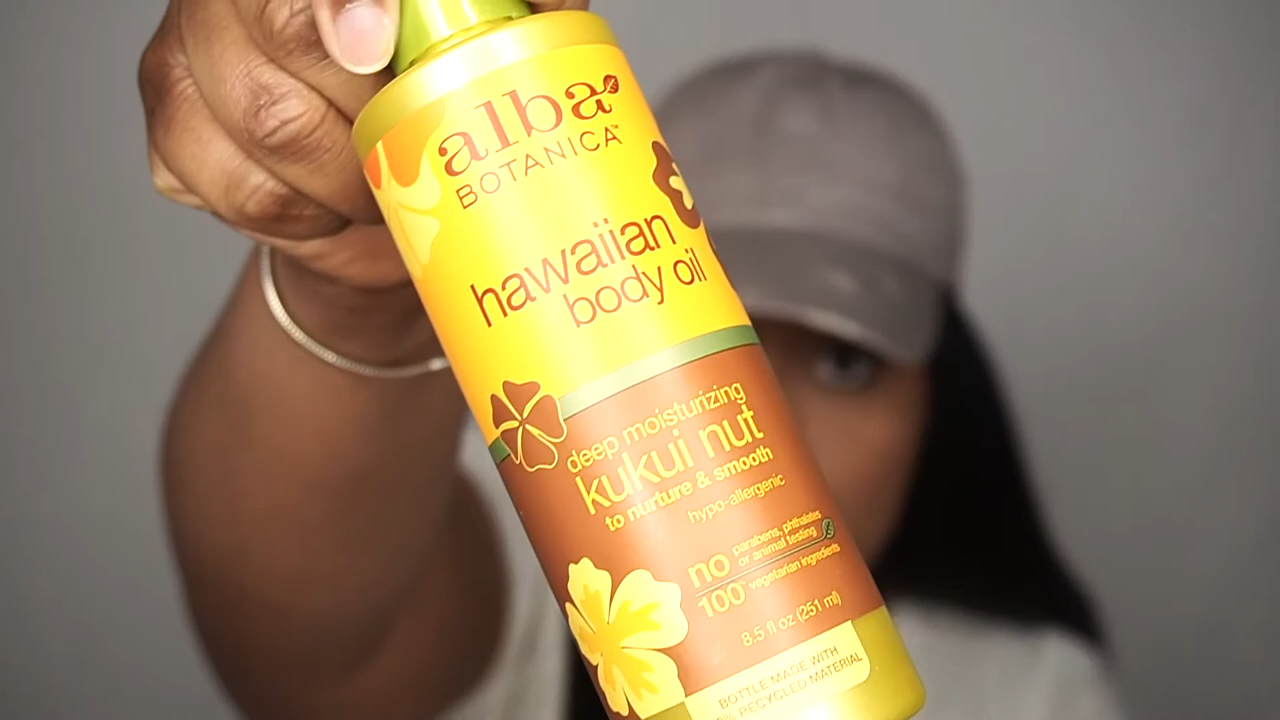 alba
BOTANICA™
hawaiian
body oil
deep moisturizing
kukui nut
to nurture & smooth
hypo-allergenic
no parabens, phthalates
or animal testing
100% vegetarian ingredients
8.5 fl oz (251 ml)
BOTTLE MADE WITH
% RECYCLED MATERIAL